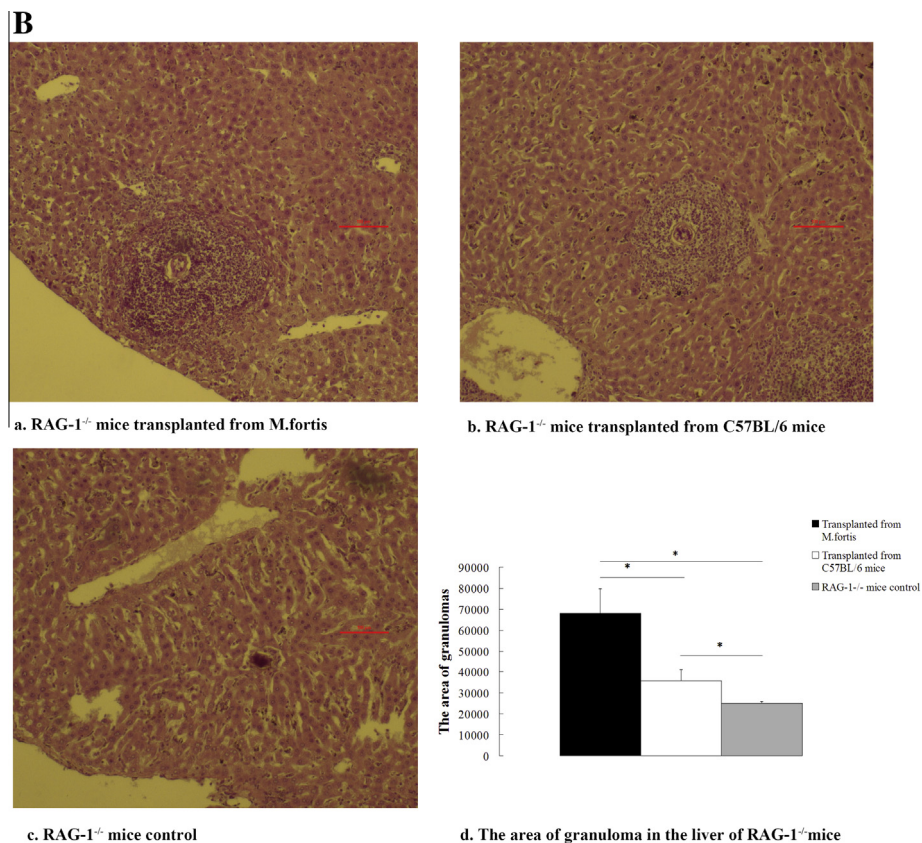 B
a. RAG-1-/- mice transplanted from M.fortis
b. RAG-1-/- mice transplanted from C57BL/6 mice
c. RAG-1-/- mice control
Transplanted from
M.fortis
Transplanted from
C57BL/6 mice
RAG-1-/- mice control
*
*
*
The area of granulomas
90000
80000
70000
60000
50000
40000
30000
20000
10000
0
d. The area of granuloma in the liver of RAG-1-/-mice